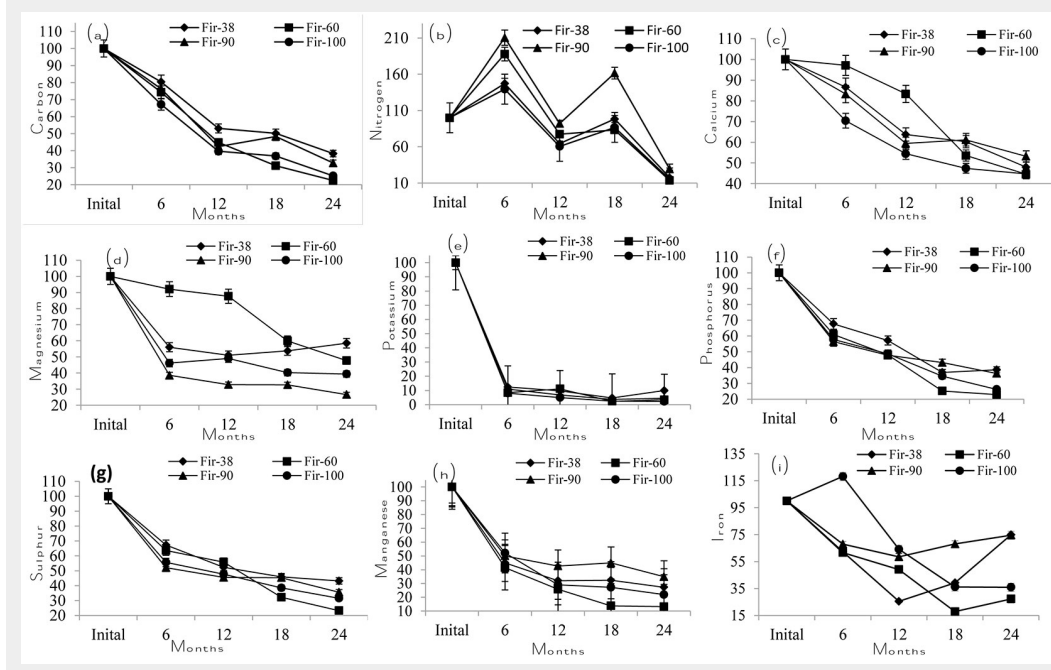 (a)
Fir-38 Fir-60
Fir-90 Fir-100
Carbon
110
100
90
80
70
60
50
40
30
20
Inital 6 12 18 24
Months
(b)
Fir-38 Fir-60
Fir-90 Fir-100
Nitrogen
210
160
110
60
10
Inital 6 12 18 24
Months
(c)
Fir-38 Fir-60
Fir-90 Fir-100
Calcium
110
100
90
80
70
60
50
40
Inital 6 12 18 24
Months
(d)
Fir-38 Fir-60
Fir-90 Fir-100
Magnesium
110
100
90
80
70
60
50
40
30
20
Inital 6 12 18 24
Months
(e)
Fir-38 Fir-60
Fir-90 Fir-100
Potassium
100
90
80
70
60
50
40
30
20
10
0
Inital 6 12 18 24
Months
(f)
Fir-38 Fir-60
Fir-90 Fir-100
Phosphorus
110
100
90
80
70
60
50
40
30
20
Inital 6 12 18 24
Months
(g)
Fir-38 Fir-60
Fir-90 Fir-100
Sulphur
110
100
90
80
70
60
50
40
30
20
Inital 6 12 18 24
Months
(h)
Fir-38 Fir-60
Fir-90 Fir-100
Manganese
100
90
80
70
60
50
40
30
20
10
Inital 6 12 18 24
Months
(i)
Fir-38 Fir-60
Fir-90 Fir-100
Iron
135
115
95
75
55
35
15
Inital 6 12 18 24
Months